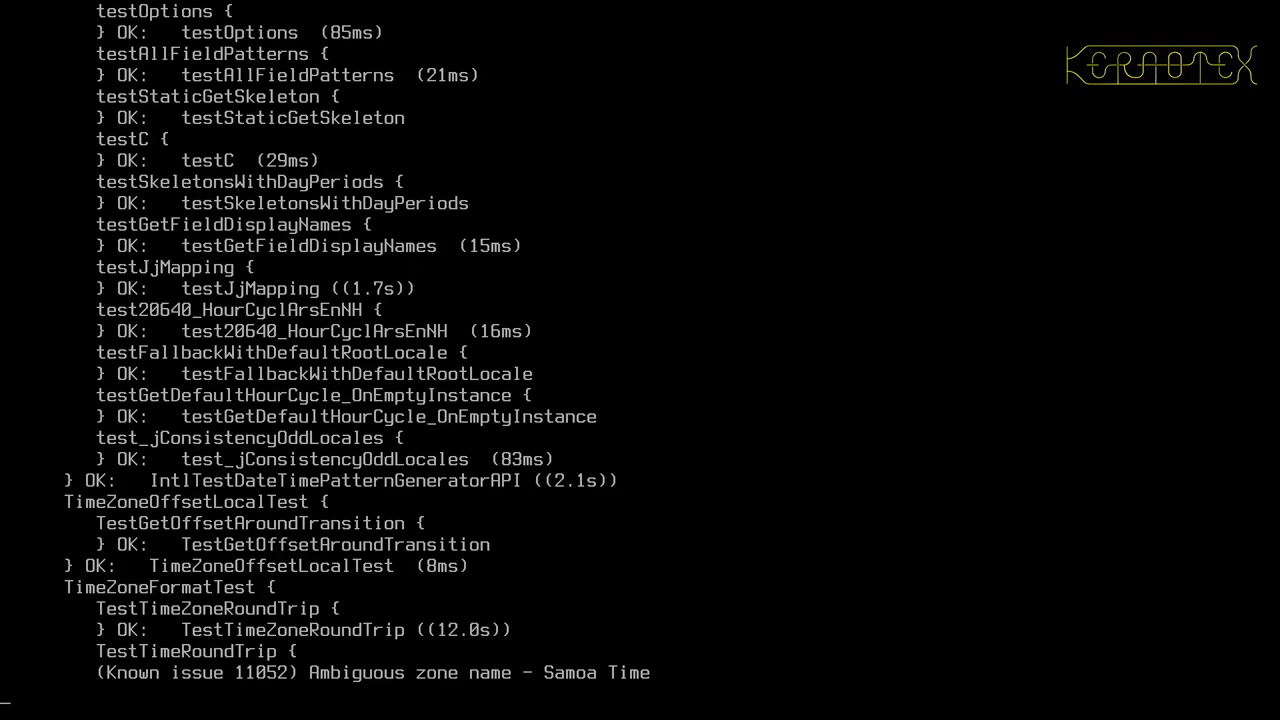 testOptions {
} OK:   testOptions  (85ms)
KERNOTEX
testAllFieldPatterns {
} OK:   testAllFieldPatterns  (21ms)
testStaticGetSkeleton {
} OK:   testStaticGetSkeleton
testC {
} OK:   testC  (29ms)
testSkeletonsWithDayPeriods {
} OK:   testSkeletonsWithDayPeriods
testGetFieldDisplayNames {
} OK:   testGetFieldDisplayNames  (15ms)
testJjMapping {
} OK:   testJjMapping ((1.7s))
test20640_HourCyclArsEnNH {
} OK:   test20640_HourCyclArsEnNH  (16ms)
testFallbackWithDefaultRootLocale {
} OK:   testFallbackWithDefaultRootLocale
testGetDefaultHourCycle_OnEmptyInstance {
} OK:   testGetDefaultHourCycle_OnEmptyInstance
test_jConsistencyOddLocales {
} OK:   test_jConsistencyOddLocales  (83ms)
} OK:   IntlTestDateTimePatternGeneratorAPI ((2.1s))
TimeZoneOffsetLocalTest {
TestGetOffsetAroundTransition {
} OK:   TestGetOffsetAroundTransition
} OK:   TimeZoneOffsetLocalTest  (8ms)
TimeZoneFormatTest {
TestTimeZoneRoundTrip {
} OK:   TestTimeZoneRoundTrip ((12.0s))
TestTimeRoundTrip {
(Known issue 11052) Ambiguous zone name - Samoa Time